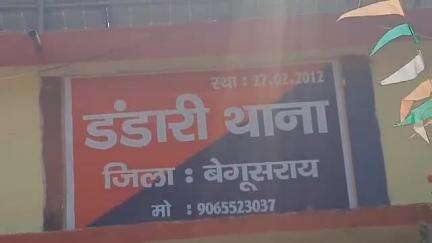 स्था : 27.02.2012
डंडारी थाना
जिला : बेगूसराय
मो : 9065523037